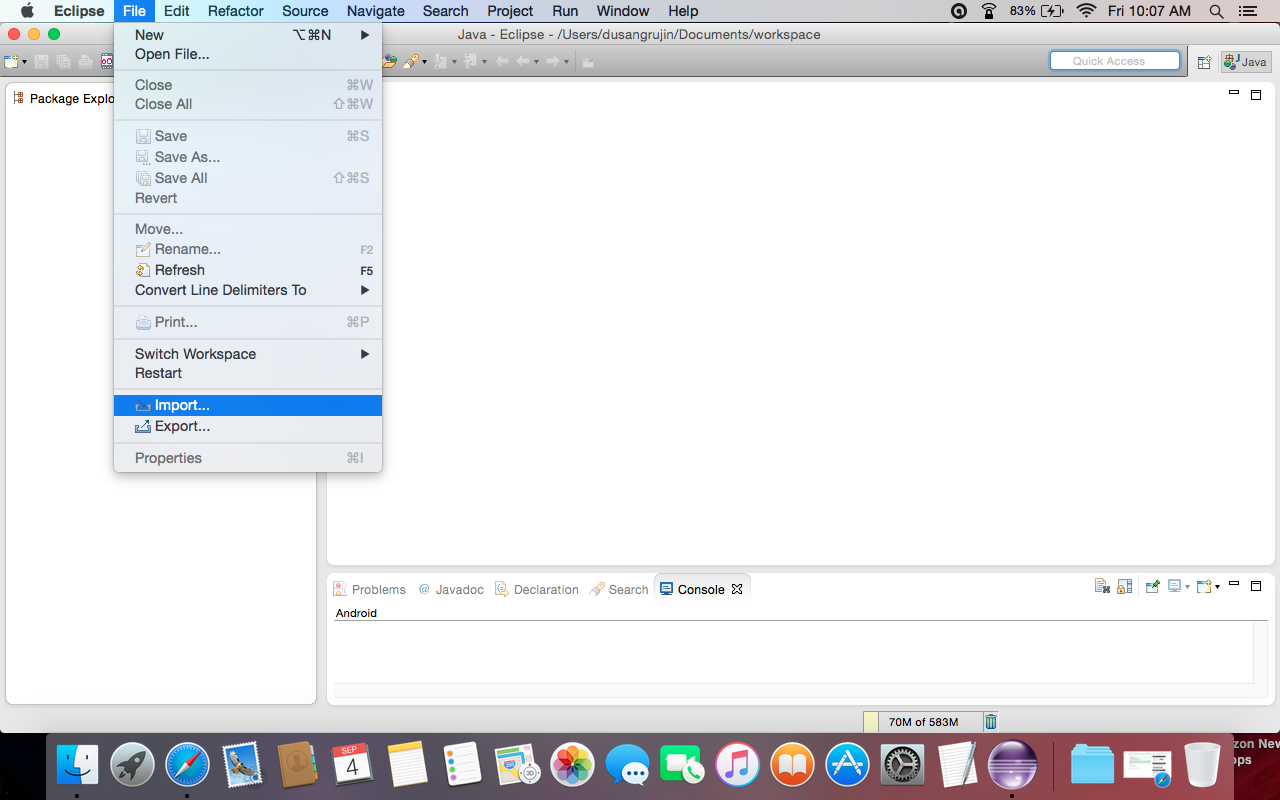 Eclipse File Edit Refactor Source Navigate Search Project Run Window Help 83% Fri 10:07 AM
Java - Eclipse - /Users/dusangrujin/Documents/workspace
New ⌥⌘N
Open File...
Quick Access
Java
Close ⌘W
Close All ⇧⌘W
Package Explo
Save ⌘S
Save As...
Save All ⇧⌘S
Revert
Move...
Rename... F2
Refresh F5
Convert Line Delimiters To
Print... ⌘P
Switch Workspace
Restart
Import...
Export...
Properties ⌘I
Problems @ Javadoc Declaration Search Console
Android
70M of 583M
SEP
4
3D
zon New
ops